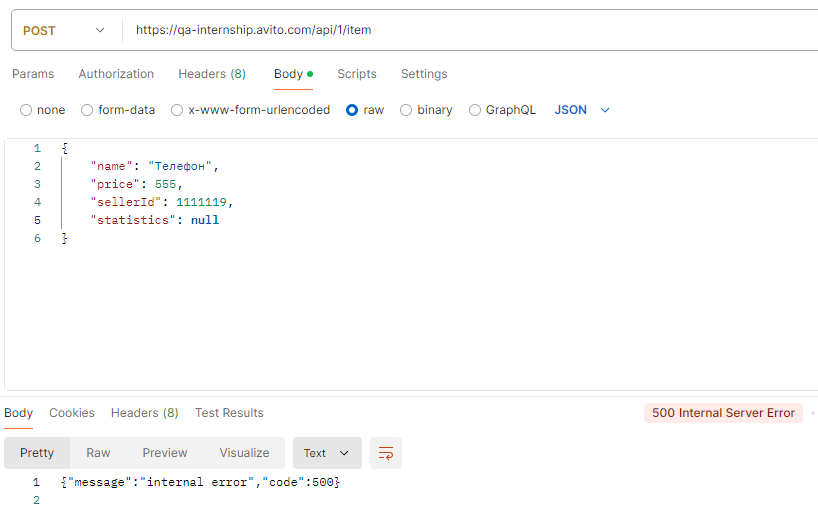 POST https://qa-internship.avito.com/api/1/item
Params Authorization Headers (8) Body Scripts Settings
none form-data x-www-form-urlencoded raw binary GraphQL JSON
1 {
2 "name": "Телефон",
3 "price": 555,
4 "sellerId": 1111119,
5 "statistics": null
6 }
Body Cookies Headers (8) Test Results 500 Internal Server Error
Pretty Raw Preview Visualize Text
1 {"message":"internal error","code":500}
2